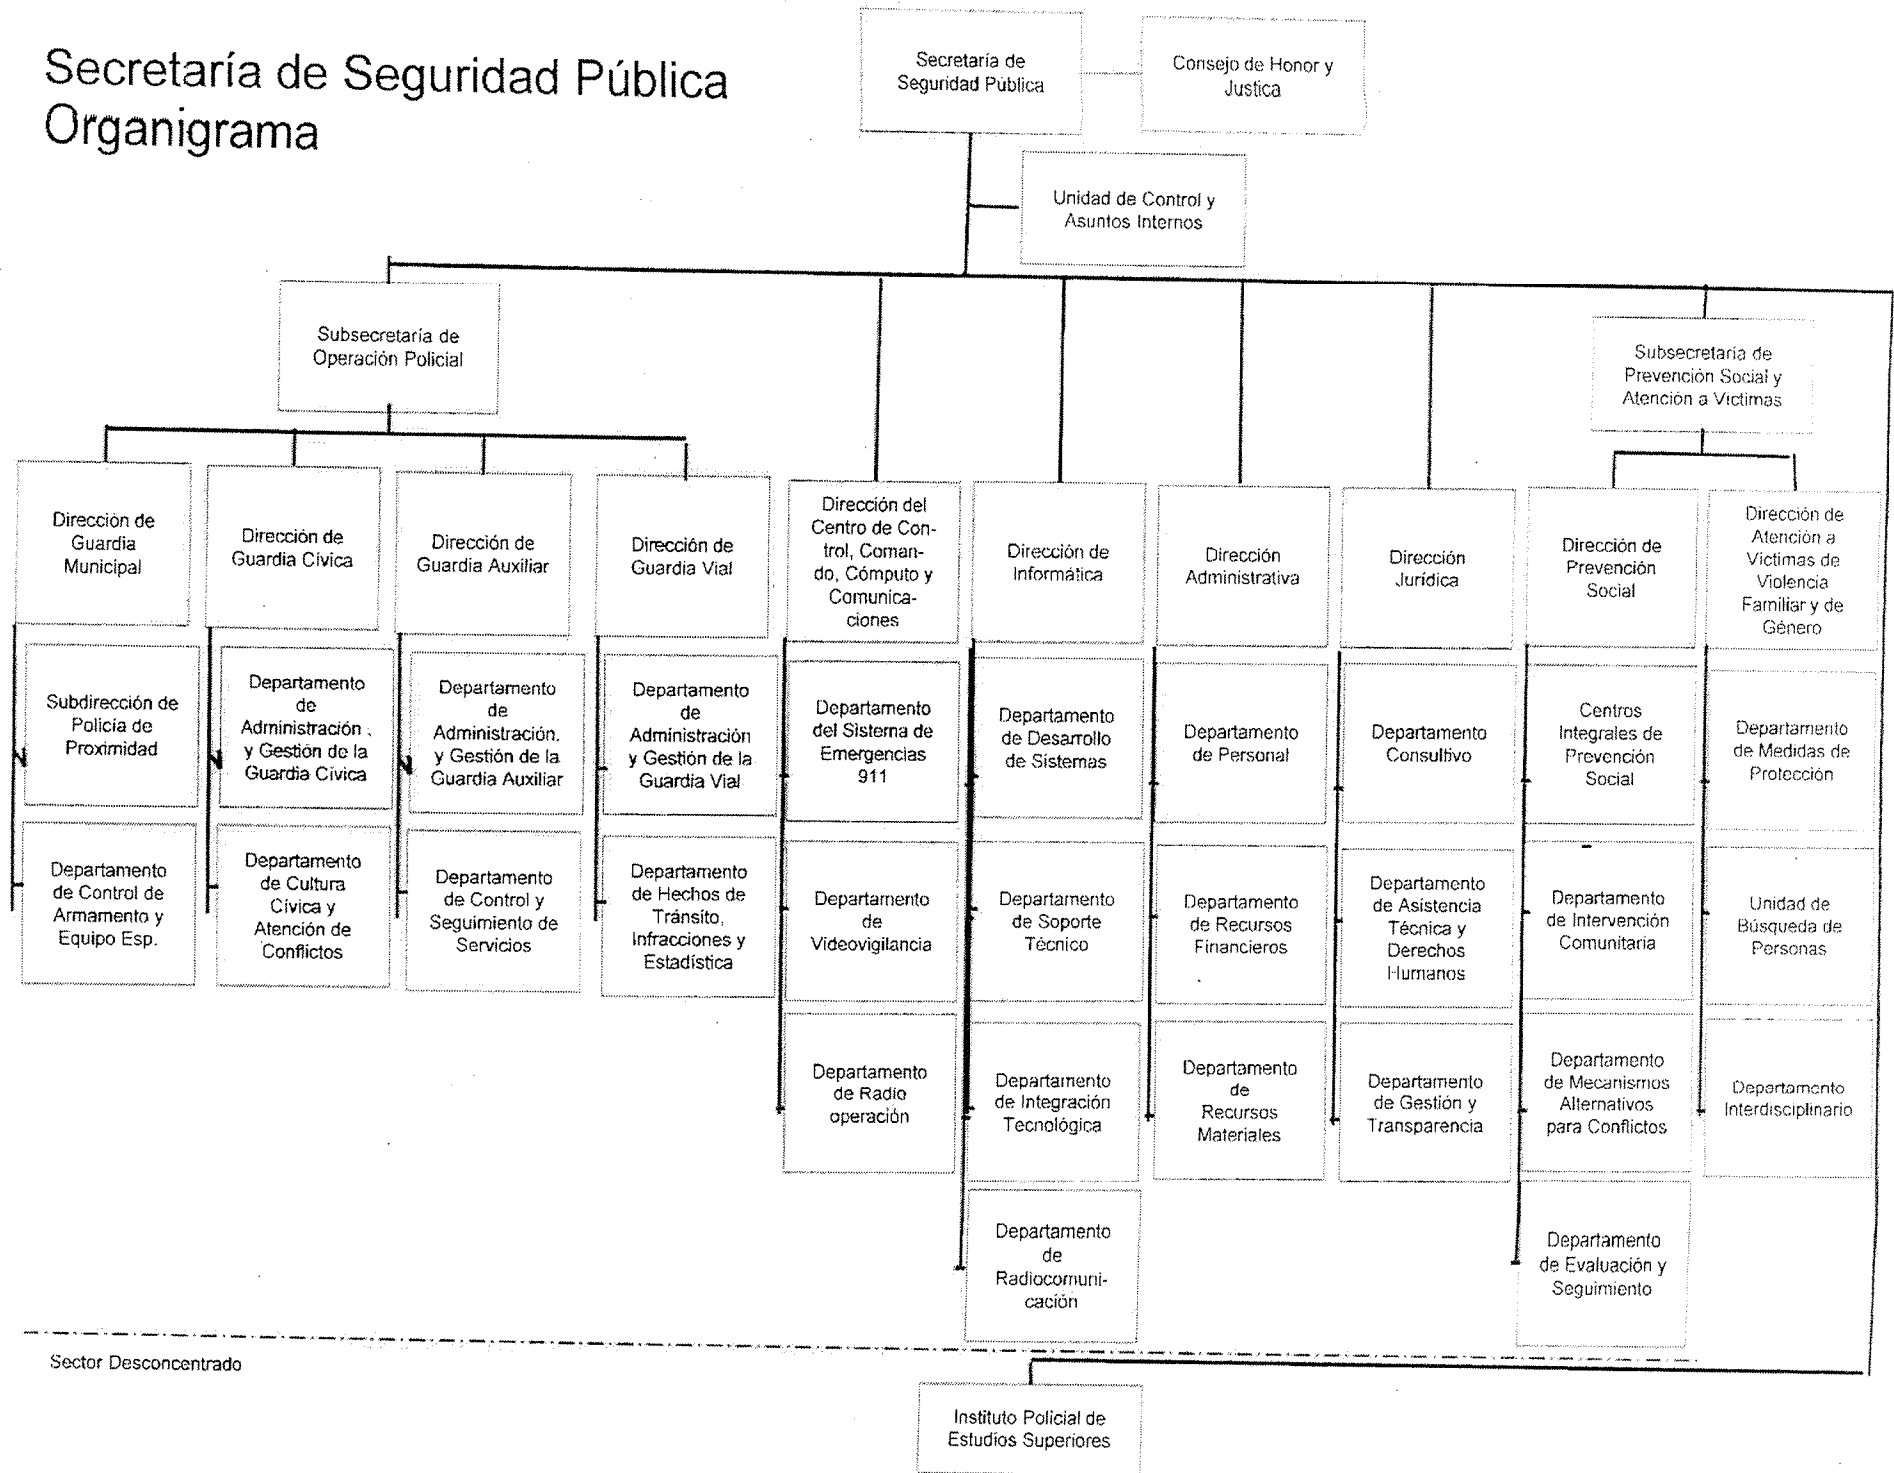 Secretaría de Seguridad Pública
Organigrama
Secretaría de
Seguridad Pública
Consejo de Honor y
Justica
Unidad de Control y
Asuntos Internos
Subsecretaría de
Operación Policial
Subsecretaría de
Prevención Social y
Atención a Victimas
Dirección de
Guardia
Municipal
Dirección de
Guardia Cívica
Dirección de
Guardia Auxiliar
Dirección de
Guardia Vial
Dirección del
Centro de Con-
trol, Coman-
do, Cómputo y
Comunica-
ciones
Dirección de
Informática
Dirección
Administrativa
Dirección
Jurídica
Dirección de
Prevención
Social
Dirección de
Atención a
Victimas de
Violencia
Familiar y de
Género
Subdirección de
Policía de
Proximidad
Departamento
de
Administración
y Gestión de la
Guardia Cívica
Departamento
de
Administración.
y Gestión de la
Guardia Auxiliar
Departamento
de
Administración
y Gestión de la
Guardia Vial
Departamento
del Sistema de
Emergencias
911
Departamento
de Desarrollo
de Sistemas
Departamento
de Personal
Departamento
Consultivo
Centros
Integrales de
Prevención
Social
Departamento
de Medidas de
Protección
Departamento
de Control de
Armamento y
Equipo Esp.
Departamento
de Cultura
Cívica y
Atención de
Conflictos
Departamento
de Control y
Seguimiento de
Servicios
Departamento
de Hechos de
Tránsito,
Infracciones y
Estadística
Departamento
de
Videovigilancia
Departamento
de Soporte
Técnico
Departamento
de Recursos
Financieros
Departamento
de Asistencia
Técnica y
Derechos
Humanos
Departamento
de Intervención
Comunitaria
Unidad de
Búsqueda de
Personas
Departamento
de Radio
operación
Departamento
de Integración
Tecnológica
Departamento
de
Recursos
Materiales
Departamento
de Gestión y
Transparencia
Departamento
de Mecanismos
Alternativos
para Conflictos
Departamento
Interdisciplinario
Departamento
de
Radiocomuni-
cación
Departamento
de Evaluación y
Seguimiento
Sector Desconcentrado
Instituto Policial de
Estudios Superiores